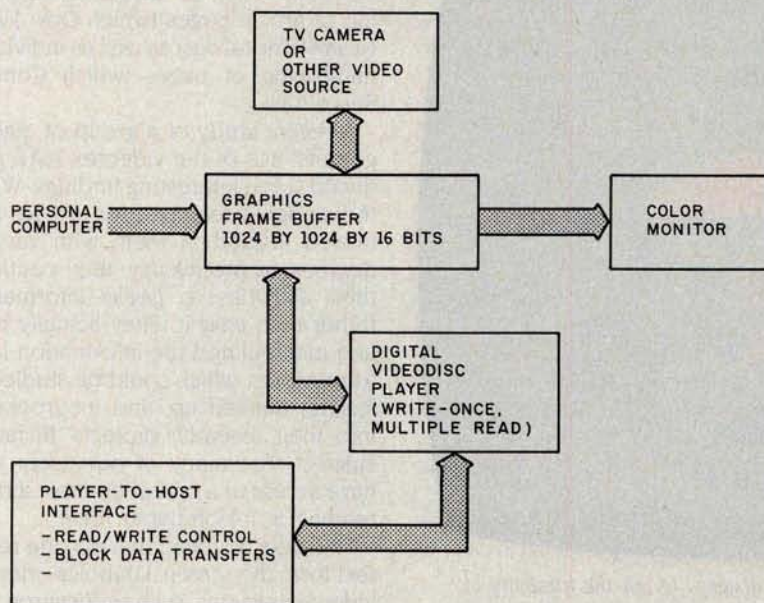 TV CAMERA
OR
OTHER VIDEO
SOURCE
PERSONAL
COMPUTER
GRAPHICS
FRAME BUFFER
1024 BY 1024 BY 16 BITS
COLOR
MONITOR
DIGITAL
VIDEODISC
PLAYER
(WRITE-ONCE,
MULTIPLE READ)
PLAYER-TO-HOST
INTERFACE
-READ/WRITE CONTROL
-BLOCK DATA TRANSFERS